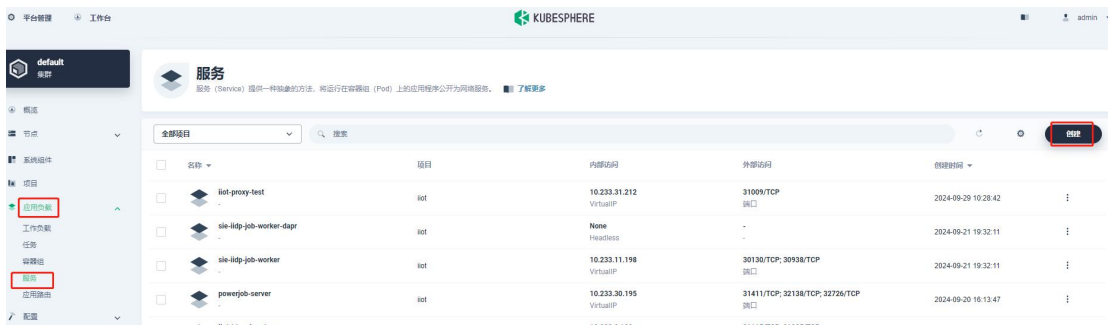 平台管理 工作台 KUBESPHERE admin
default
集群
服务
服务（Service）提供一种抽象的方法，将运行在容器组（Pod）上的应用程序公开为网络服务。 了解更多
概览
节点
系统组件
项目
应用负载
工作负载
任务
容器组
服务
应用路由
配置
全部项目 搜索 创建
名称 项目 内部访问 外部访问 创建时间
iiot-proxy-test iiot 10.233.31.212 31009/TCP 2024-09-29 10:28:42
- VirtualIP 端口
sie-iidp-job-worker-dapr iiot None - 2024-09-21 19:32:11
- Headless -
sie-iidp-job-worker iiot 10.233.11.198 30130/TCP; 30938/TCP 2024-09-21 19:32:11
- VirtualIP 端口
powerjob-server iiot 10.233.30.195 31411/TCP; 32138/TCP; 32726/TCP 2024-09-20 16:13:47
- VirtualIP 端口